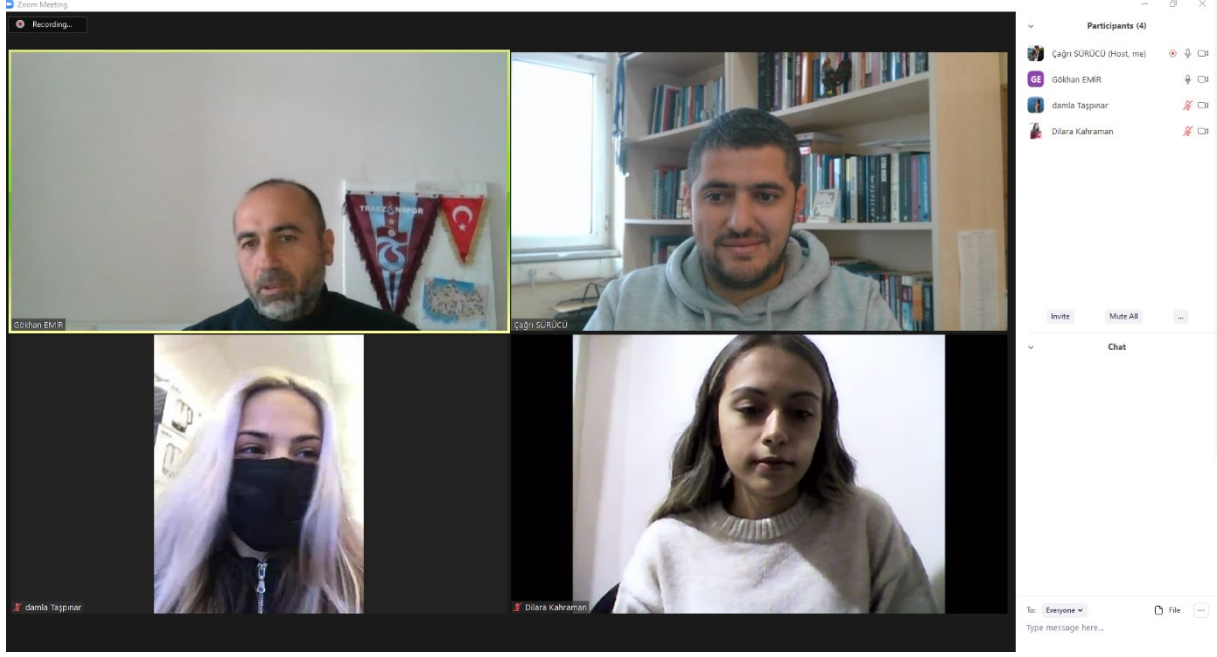 Zoom Meeting
Recording...
TRABZONSPOR
Gökhan EMİR
Çağrı SÜRÜCÜ
damla Taşpınar
Dilara Kahraman
Participants (4)
Çağrı SÜRÜCÜ (Host, me)
GE Gökhan EMİR
damla Taşpınar
Dilara Kahraman
Invite Mute All ...
Chat
To: Everyone File ...
Type message here...